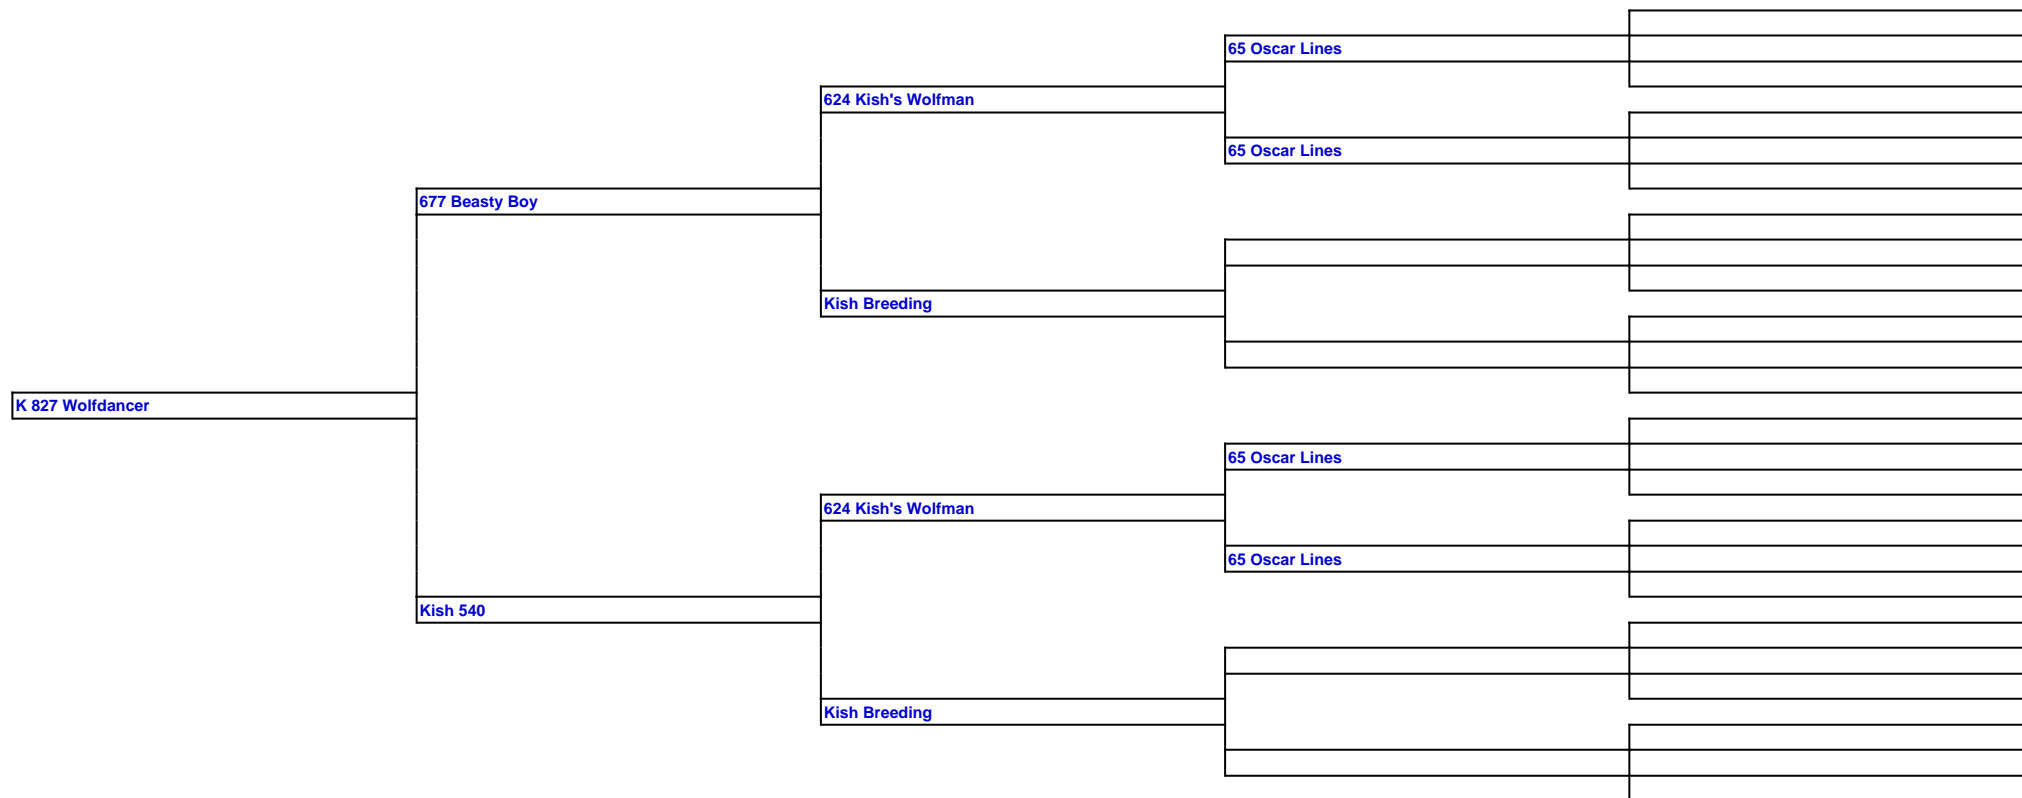 65 Oscar Lines
624 Kish's Wolfman
65 Oscar Lines
677 Beasty Boy
Kish Breeding
K 827 Wolfdancer
65 Oscar Lines
624 Kish's Wolfman
65 Oscar Lines
Kish 540
Kish Breeding